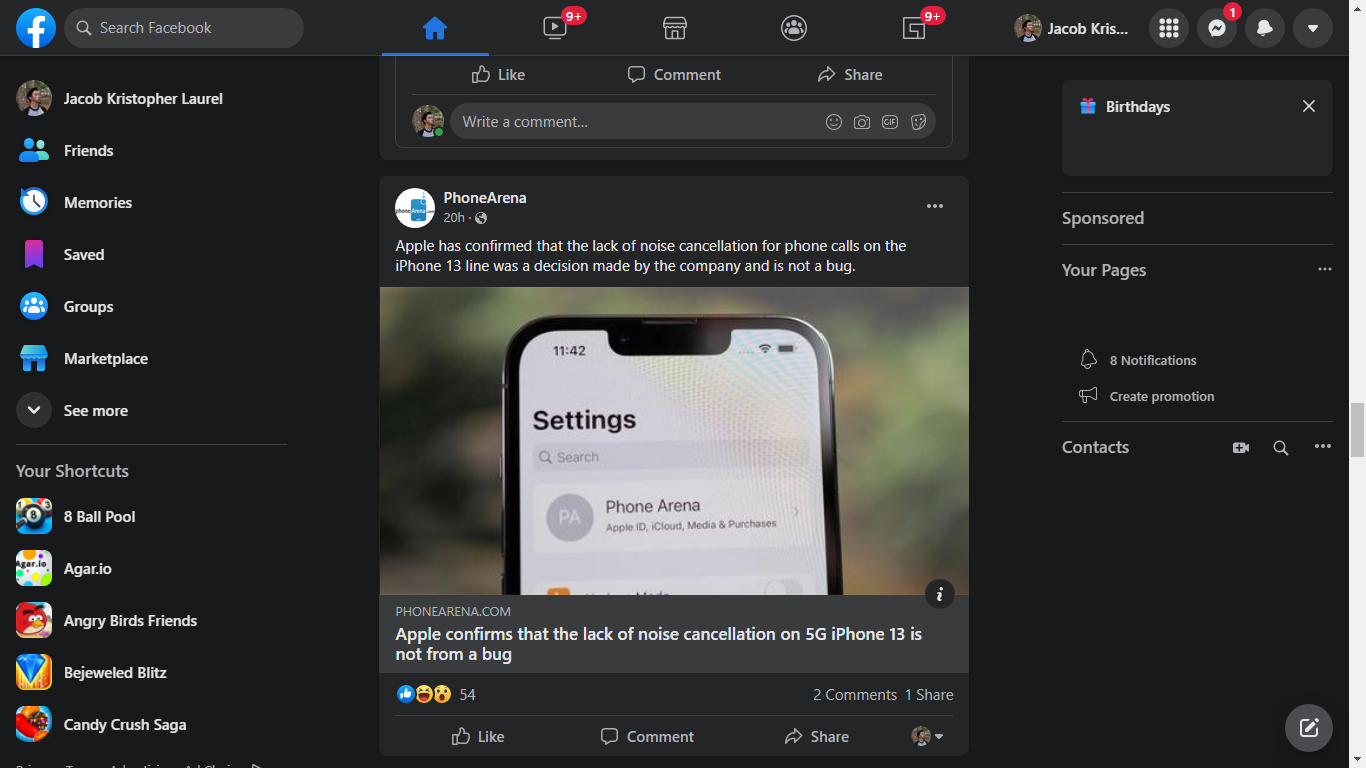 Search Facebook
9+
9+
Jacob Kris...
1
Jacob Kristopher Laurel
Friends
Memories
Saved
Groups
Marketplace
See more
Your Shortcuts
8 Ball Pool
Agar.io
Angry Birds Friends
Bejeweled Blitz
Candy Crush Saga
Like
Comment
Share
Write a comment...
GIF
PhoneArena
20h ·
Apple has confirmed that the lack of noise cancellation for phone calls on the
iPhone 13 line was a decision made by the company and is not a bug.
11:42
Settings
Search
PA
Phone Arena
Apple ID, iCloud, Media & Purchases
PHONEARENA.COM
Apple confirms that the lack of noise cancellation on 5G iPhone 13 is
not from a bug
54
2 Comments 1 Share
Like
Comment
Share
Birthdays
Sponsored
Your Pages
8 Notifications
Create promotion
Contacts